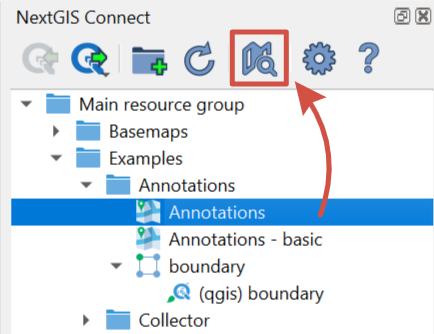 NextGIS Connect
?
Main resource group
Basemaps
Examples
Annotations
Annotations
Annotations - basic
boundary
(qgis) boundary
Collector